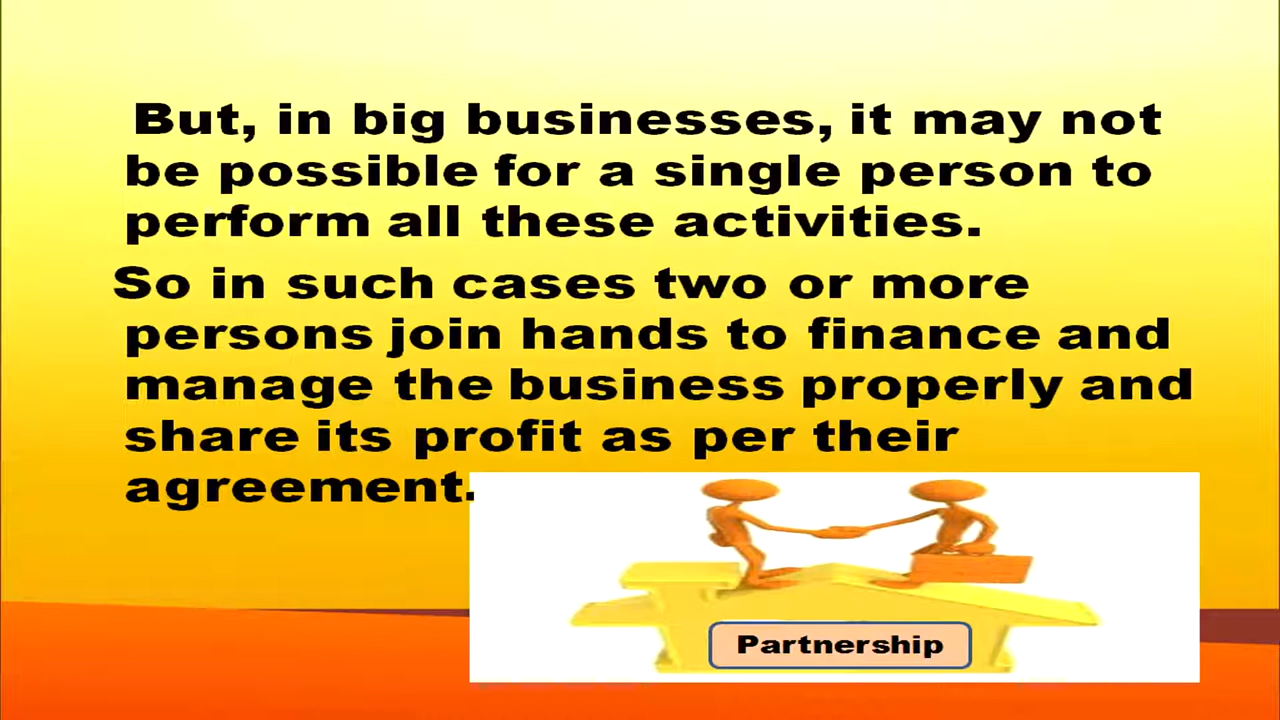 But, in big businesses, it may not
be possible for a single person to
perform all these activities.
So in such cases two or more
persons join hands to finance and
manage the business properly and
share its profit as per their
agreement.
Partnership